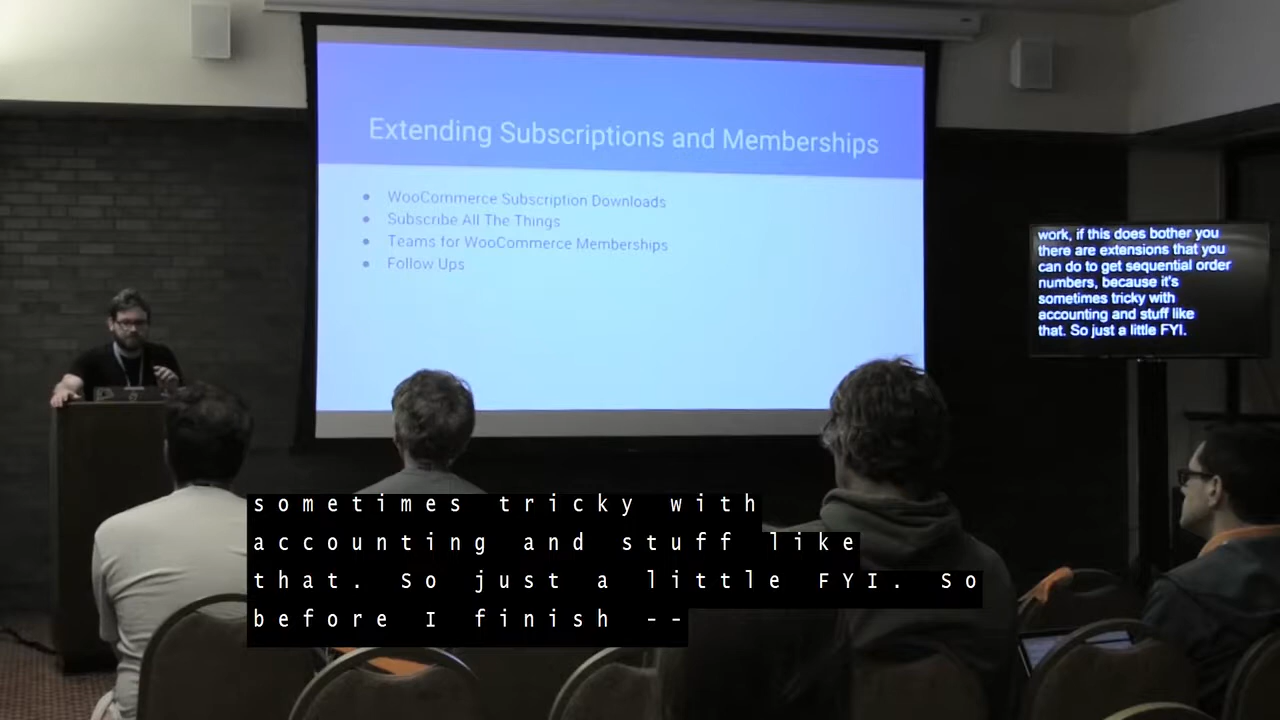 Extending Subscriptions and Memberships
● WooCommerce Subscription Downloads
● Subscribe All The Things
● Teams for WooCommerce Memberships
● Follow Ups
work, if this does bother you
there are extensions that you
can do to get sequential order
numbers, because it's
sometimes tricky with
accounting and stuff like
that. So just a little FYI.
sometimes tricky with
accounting and stuff like
that. So just a little FYI. So
before I finish --